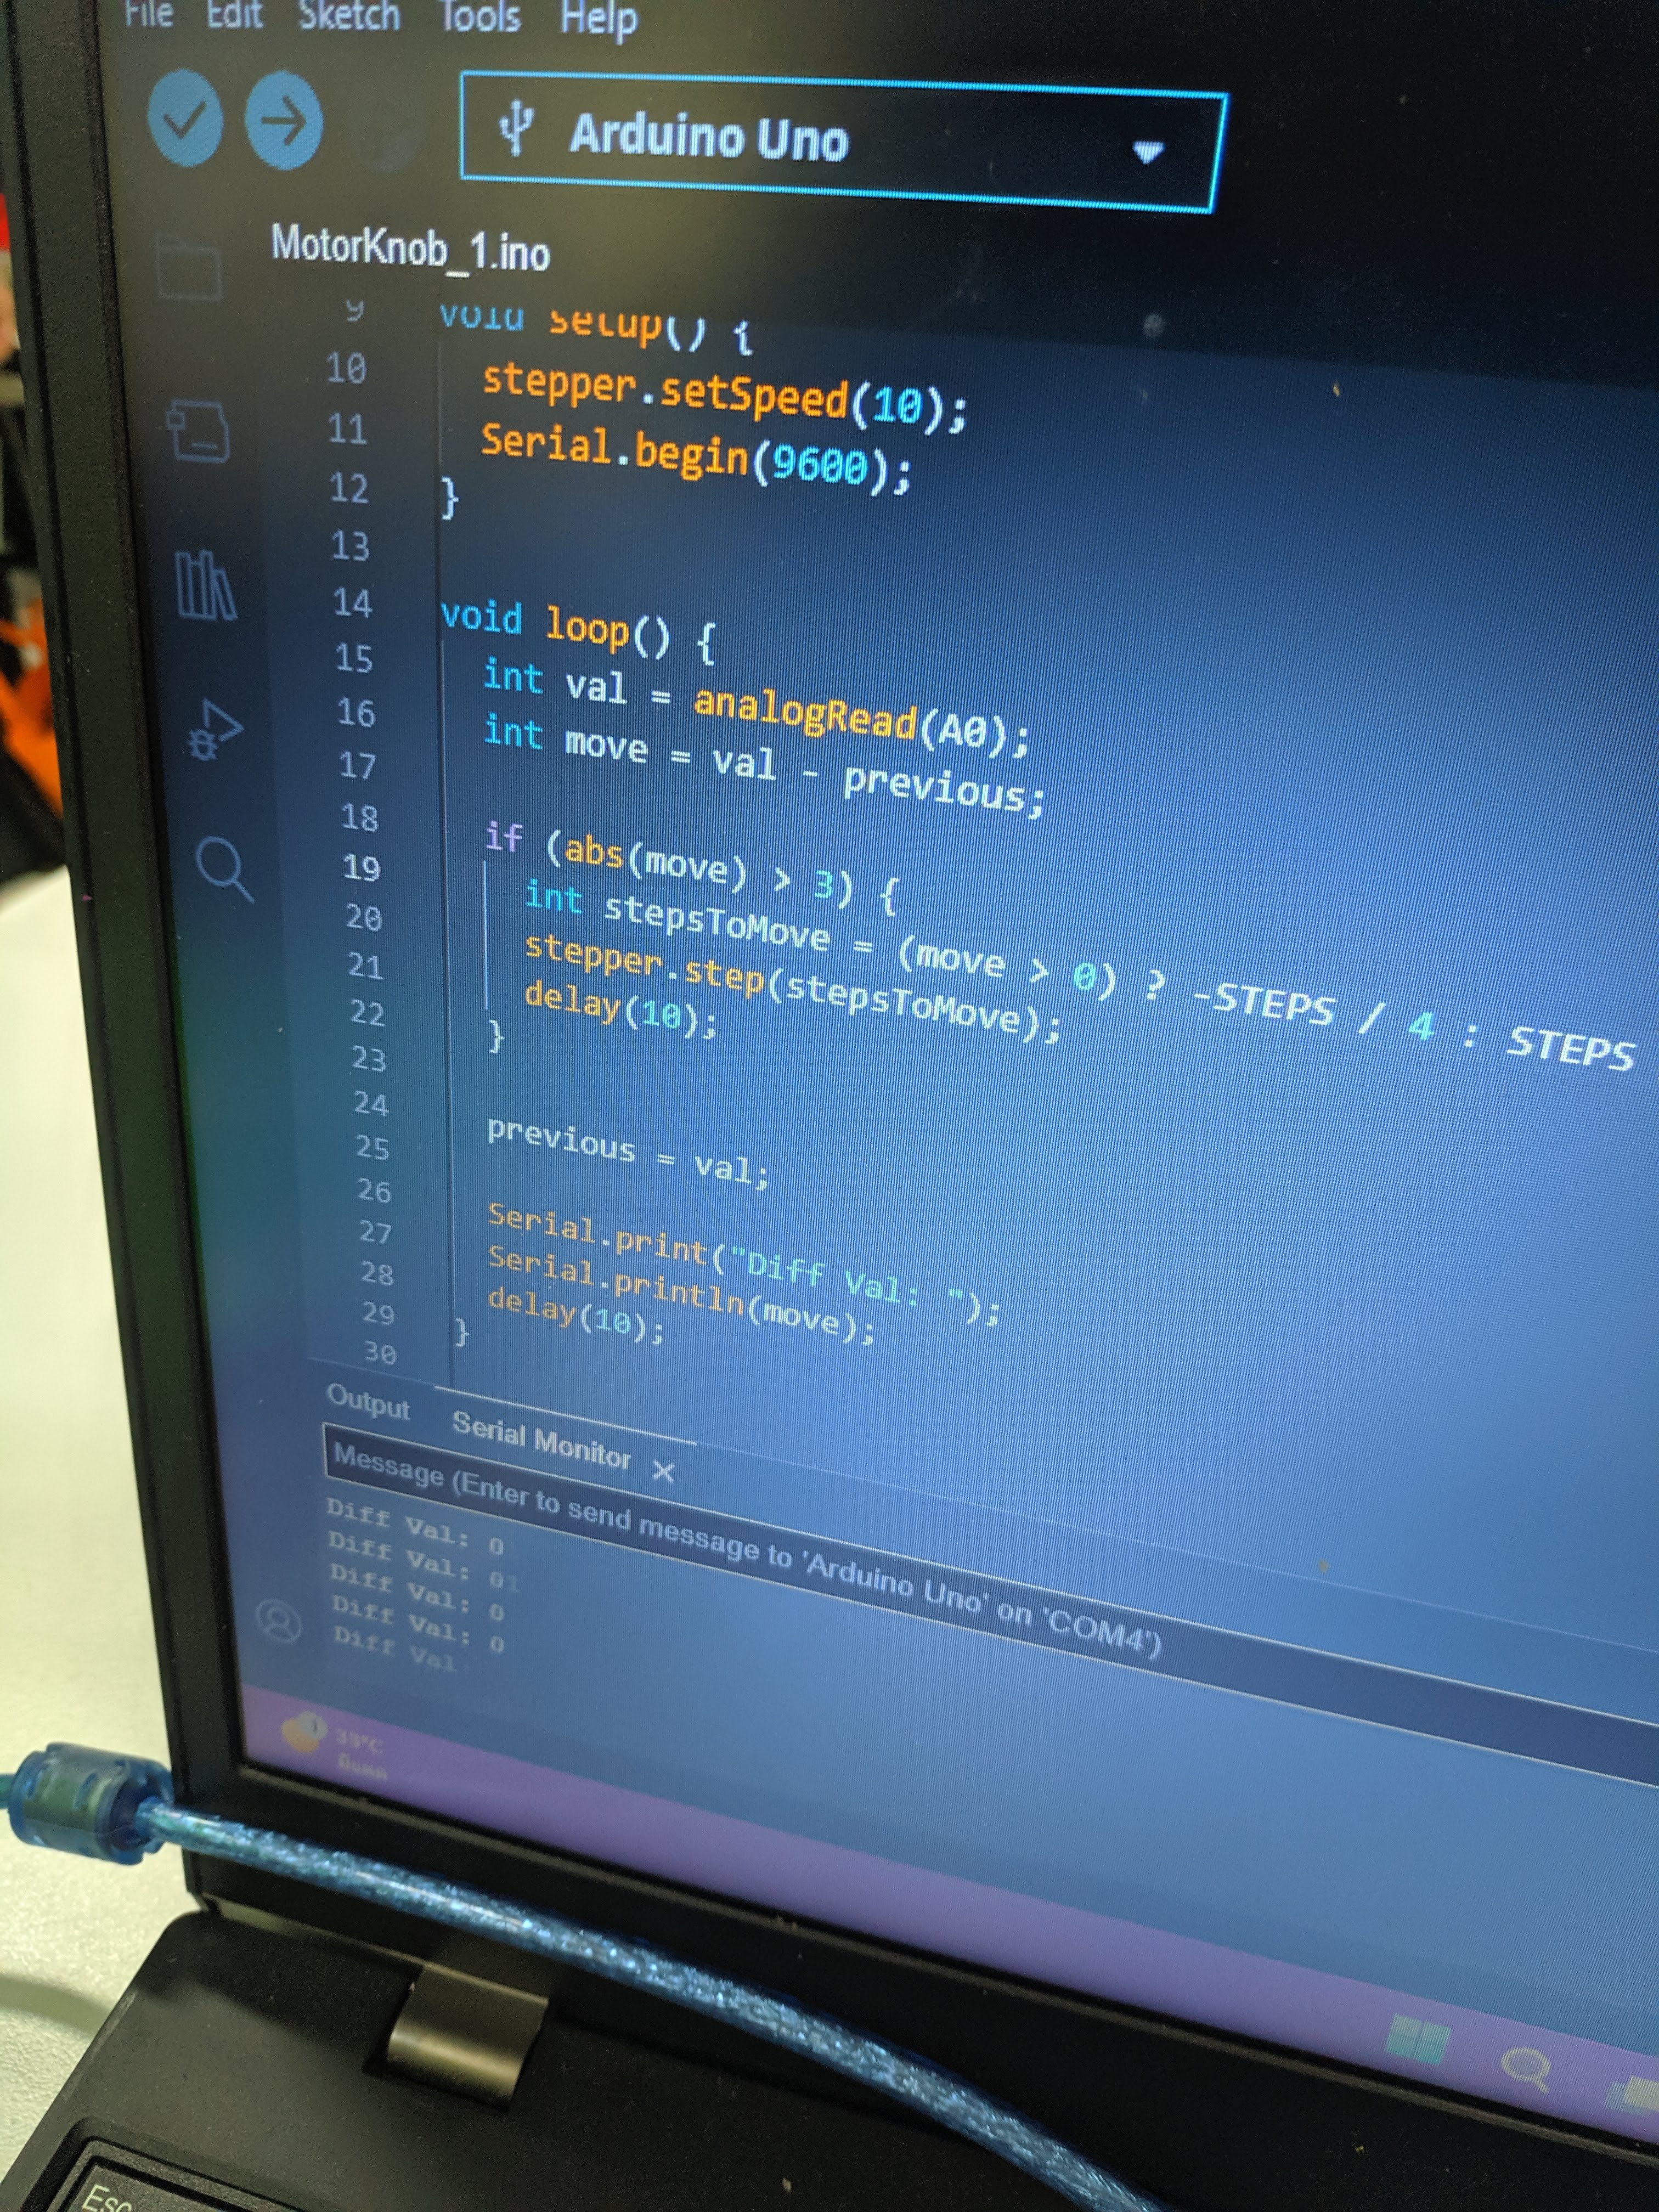 File Edit Sketch Tools Help
Arduino Uno
MotorKnob_1.ino
9 void setup() {
10 stepper.setSpeed(10);
11 Serial.begin(9600);
12 }
13
14 void loop() {
15 int val = analogRead(A0);
16 int move = val - previous;
17
18 if (abs(move) > 3) {
19 int stepsToMove = (move > 0) ? -STEPS / 4 : STEPS
20 stepper.step(stepsToMove);
21 delay(10);
22 }
23
24 previous = val;
25
26 Serial.print("Diff Val: ");
27 Serial.println(move);
28 delay(10);
29 }
30
Output Serial Monitor
Message (Enter to send message to 'Arduino Uno' on 'COM4')
Diff Val: 0
Diff Val: 01
Diff Val: 0
Diff Val: 0
Diff Val
Esc